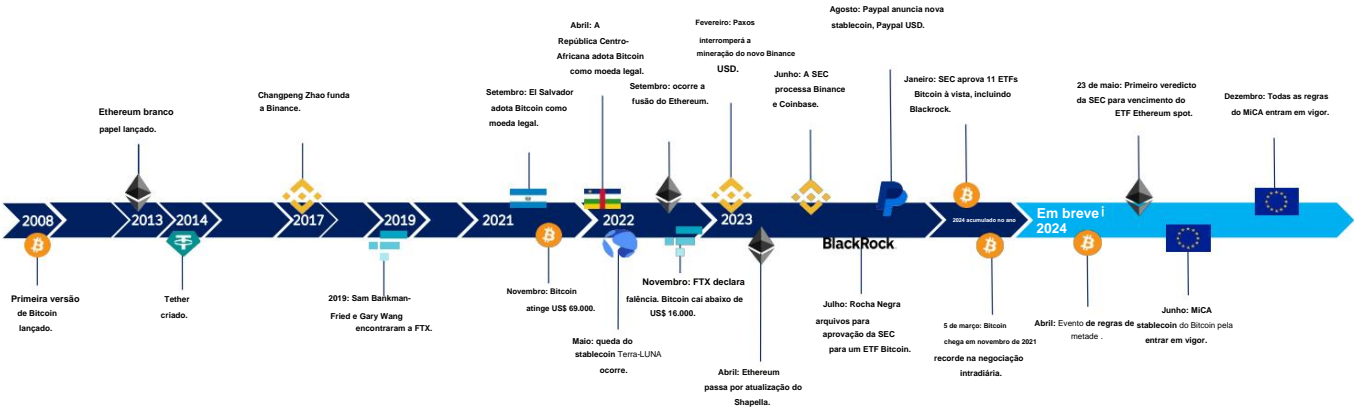 Agosto: Paypal anuncia nova
stablecoin, Paypal USD.
Abril: A
República Centro-
Africana adota Bitcoin
como moeda legal.
Fevereiro: Paxos
interromperá a
mineração do novo Binance
USD.
Junho: A SEC
processa Binance
e Coinbase.
Janeiro: SEC aprova 11 ETFs
Bitcoin à vista, incluindo
Blackrock.
23 de maio: Primeiro veredicto
da SEC para vencimento do
ETF Ethereum spot.
Dezembro: Todas as regras
do MiCA entram em vigor.
Setembro: El Salvador
adota Bitcoin como
moeda legal.
Setembro: ocorre a
fusão do Ethereum.
Changpeng Zhao funda
a Binance.
Ethereum branco
papel lançado.
2008
2013
2014
2017
2019
2021
2022
2023
2024 acumulado no ano
Em breve i
2024
BlackRock
Primeira versão
de Bitcoin
lançado.
Tether
criado.
2019: Sam Bankman-
Fried e Gary Wang
encontraram a FTX.
Novembro: Bitcoin
atinge US$ 69.000.
Maio: queda do
stablecoin Terra-LUNA
ocorre.
Novembro: FTX declara
falência. Bitcoin cai abaixo de
US$ 16.000.
Abril: Ethereum
passa por atualização do
Shapella.
Julho: Rocha Negra
arquivos para
aprovação da SEC
para um ETF Bitcoin.
5 de março: Bitcoin
chega em novembro de 2021
recorde na negociação
intradiária.
Abril: Evento de regras de
metade .
Junho: MiCA
stablecoin do Bitcoin pela
entrar em vigor.